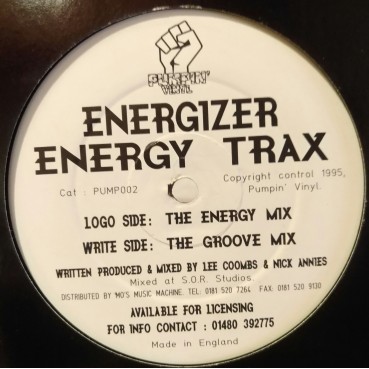 PUMPIN'
VINYL
ENERGIZER
ENERGY TRAX
Cat : PUMP002
Copyright control 1995,
Pumpin' Vinyl.
LOGO SIDE: THE ENERGY MIX
WRITE SIDE: THE GROOVE MIX
WRITTEN PRODUCED & MIXED BY LEE COOMBS & NICK ANNIES
Mixed at S.O.R. Studios.
DISTRIBUTED BY 'MO'S MUSIC MACHINE. TEL: 0181 520 7264 FAX: 0181 520 9130
AVAILABLE FOR LICENSING
FOR INFO CONTACT : 01480 392775
Made in England